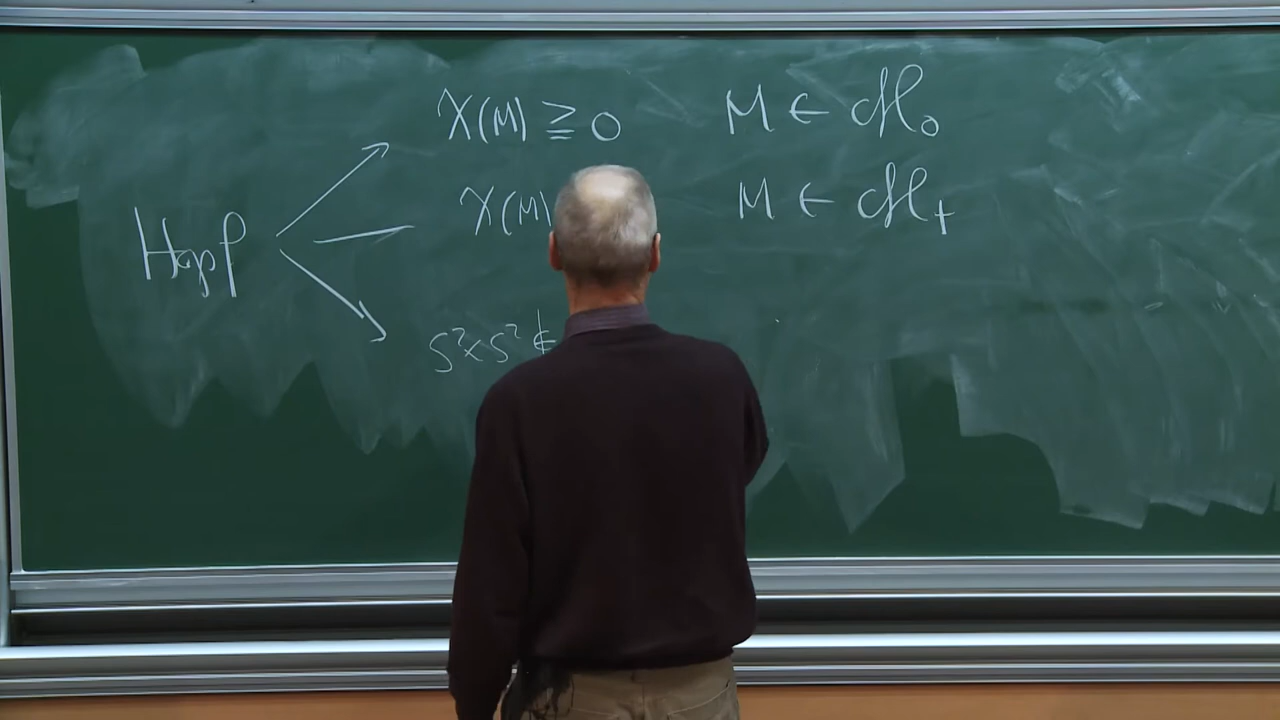 χ(M) ≧ 0 M ∈ ℳ₀
Hopf χ(M) M ∈ ℳ₊
S²×S² ∉